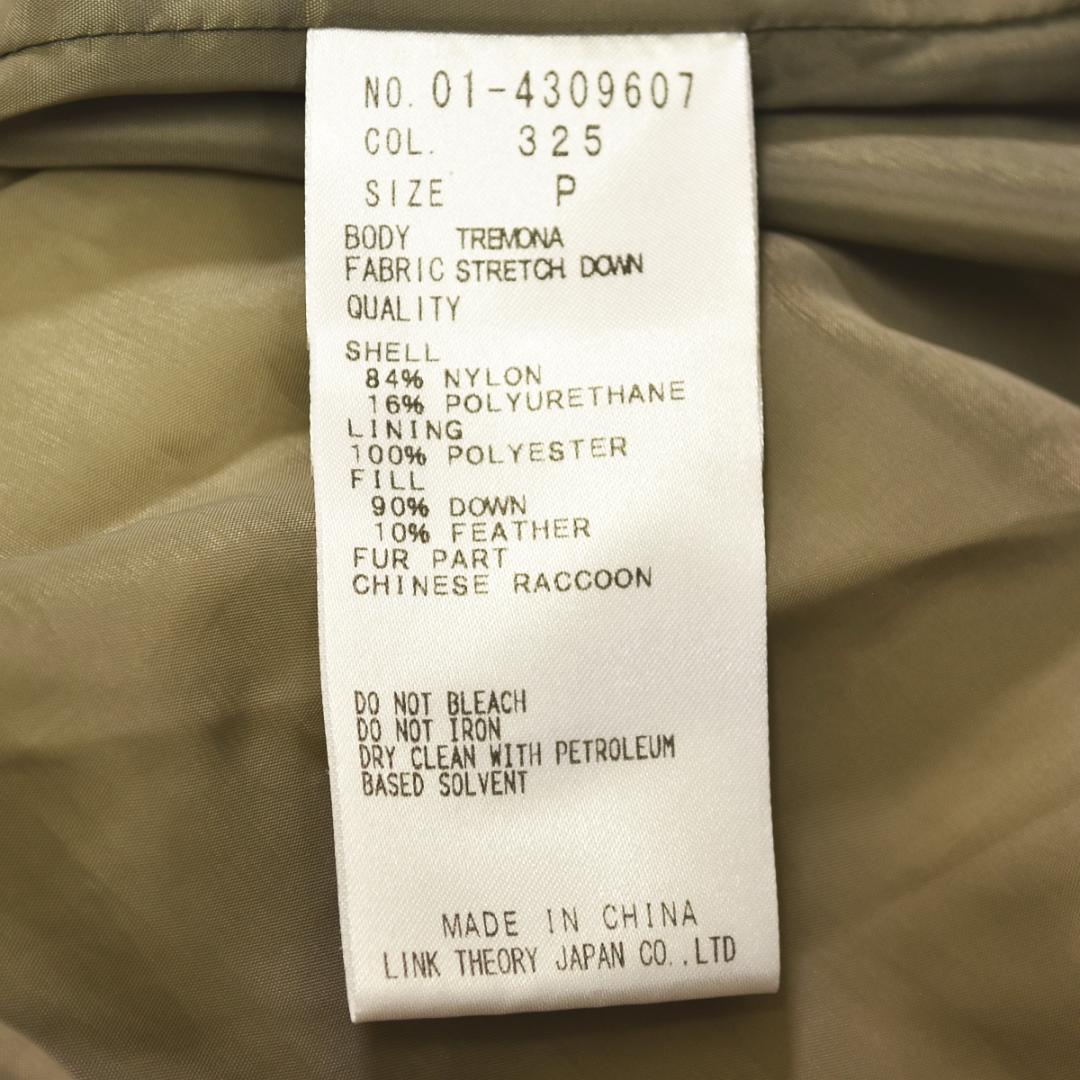 NO. 01-4309607
COL. 325
SIZE P
BODY TREMONA
FABRIC STRETCH DOWN
QUALITY
SHELL
84% NYLON
16% POLYURETHANE
LINING
100% POLYESTER
FILL
90% DOWN
10% FEATHER
FUR PART
CHINESE RACCOON
DO NOT BLEACH
DO NOT IRON
DRY CLEAN WITH PETROLEUM
BASED SOLVENT
MADE IN CHINA
LINK THEORY JAPAN CO.,LTD